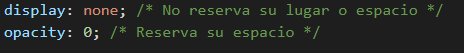 display: none; /* No reserva su lugar o espacio */
opacity: 0; /* Reserva su espacio */